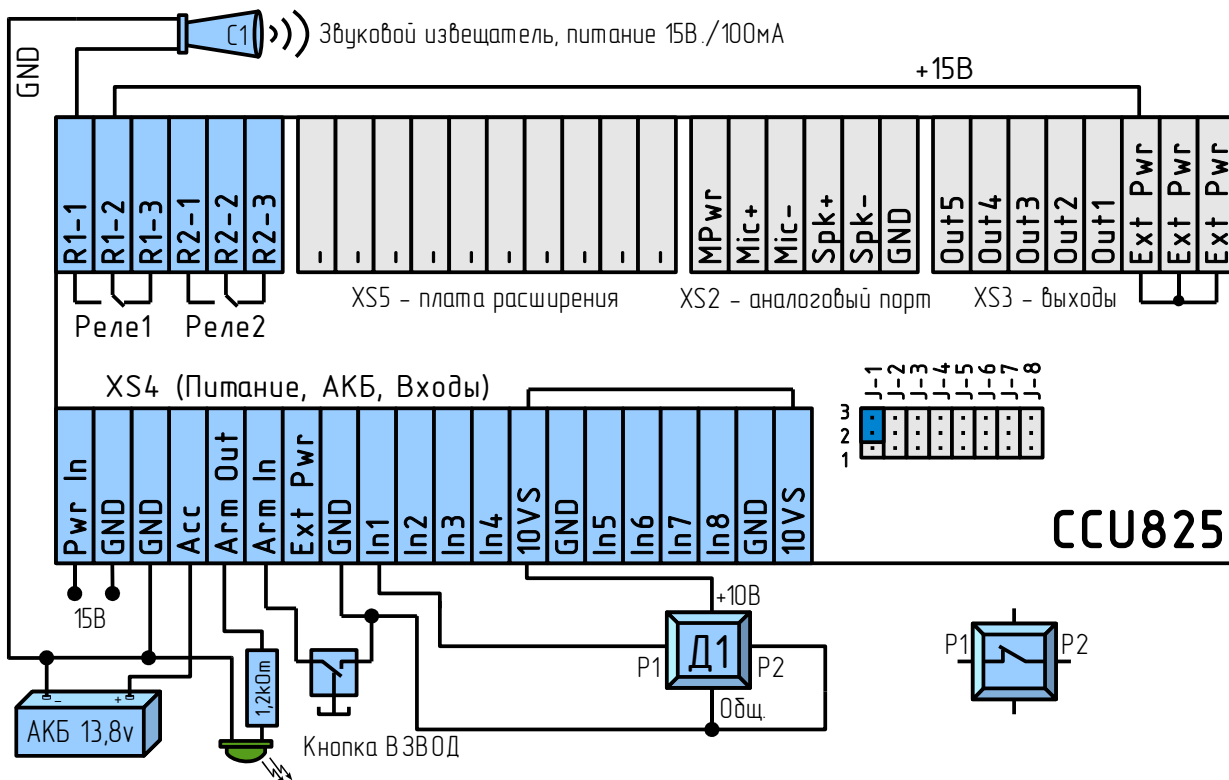 С1
Звуковой извещатель, питание 15В./100мА
GND
+15В
R1-1
R1-2
R1-3
R2-1
R2-2
R2-3
-
-
-
-
-
-
-
-
-
-
MPwr
Mic+
Mic-
Spk+
Spk-
GND
Out5
Out4
Out3
Out2
Out1
Ext Pwr
Ext Pwr
Ext Pwr
Реле1
Реле2
XS5 - плата расширения
XS2 - аналоговый порт
XS3 - выходы
XS4 (Питание, АКБ, Входы)
J-1
J-2
J-3
J-4
J-5
J-6
J-7
J-8
3
2
1
Pwr In
GND
GND
Acc
Arm Out
Arm In
Ext Pwr
GND
In1
In2
In3
In4
10VS
GND
In5
In6
In7
In8
GND
10VS
CCU825
15В
+10В
Р1
Д1
Р2
Общ.
Р1
Р2
- +
АКБ 13,8v
1,2kOm
Кнопка ВЗВОД